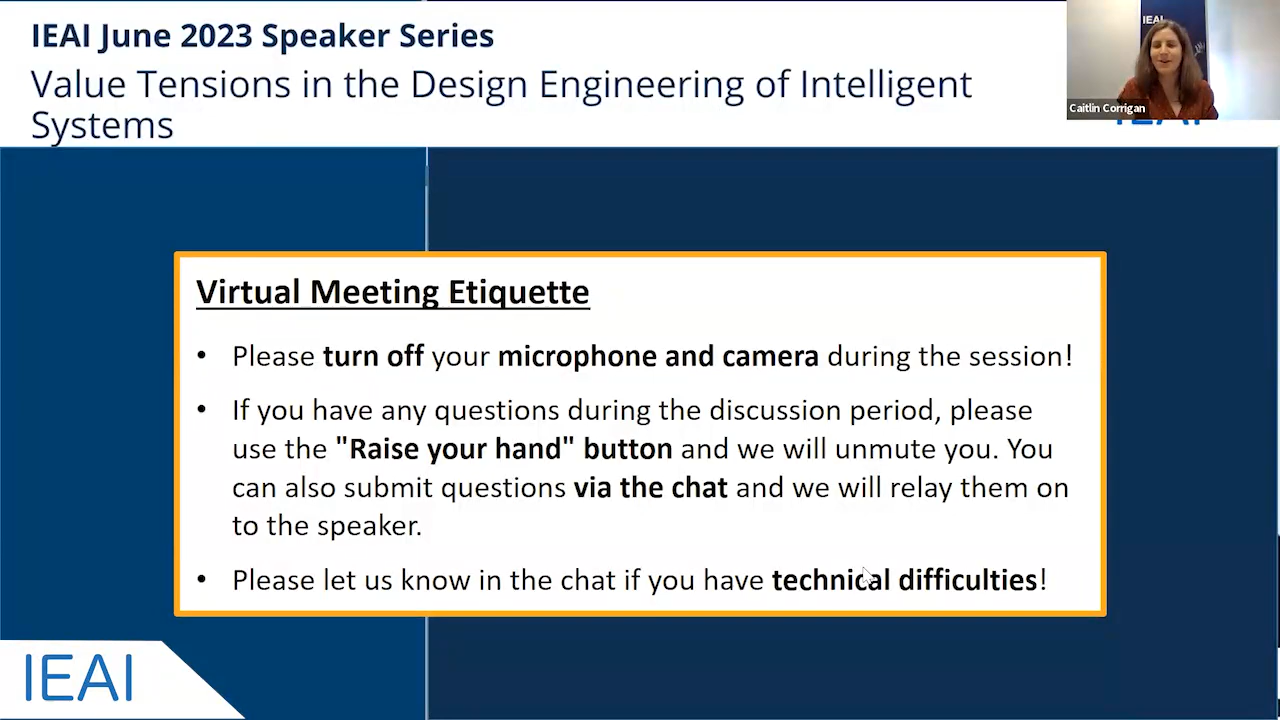 IEAI June 2023 Speaker Series
Value Tensions in the Design Engineering of Intelligent
Systems
IEAI
Caitlin Corrigan
Virtual Meeting Etiquette
• Please turn off your microphone and camera during the session!
• If you have any questions during the discussion period, please
use the "Raise your hand" button and we will unmute you. You
can also submit questions via the chat and we will relay them on
to the speaker.
• Please let us know in the chat if you have technical difficulties!
IEAI